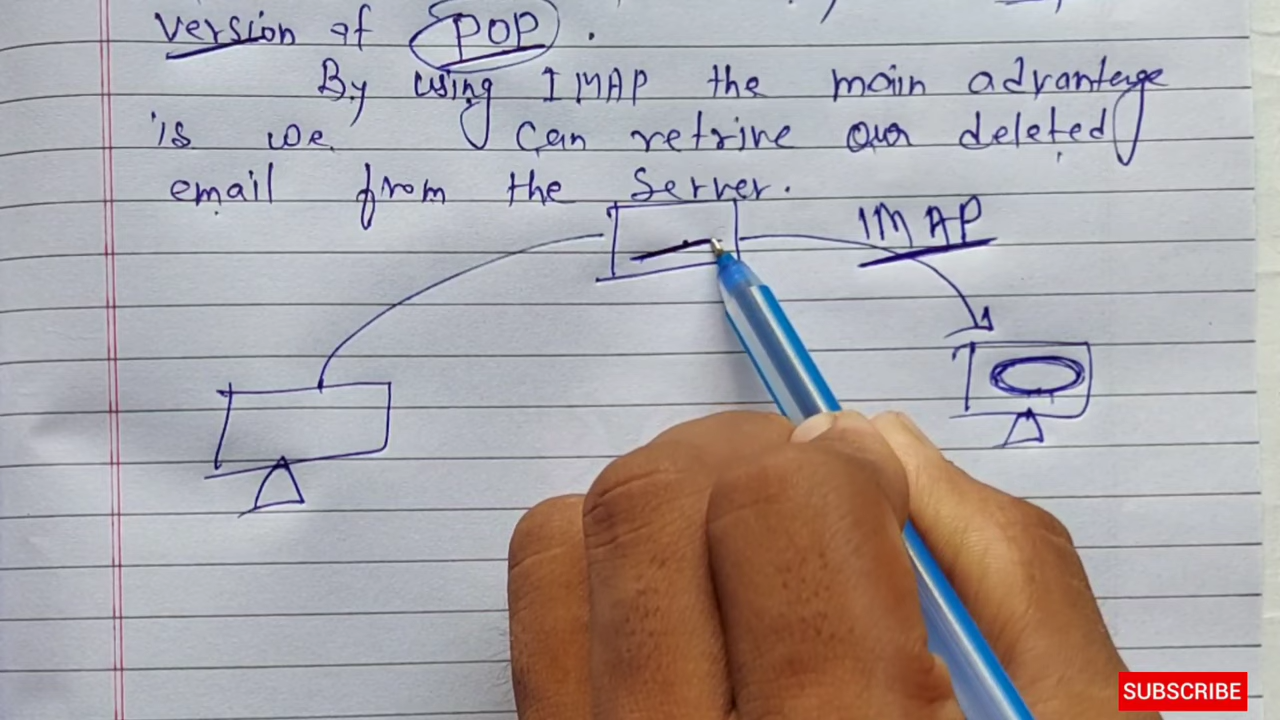 version of POP .
By using IMAP the main advantage
is we can retrive our deleted
email from the server.
IMAP
SUBSCRIBE